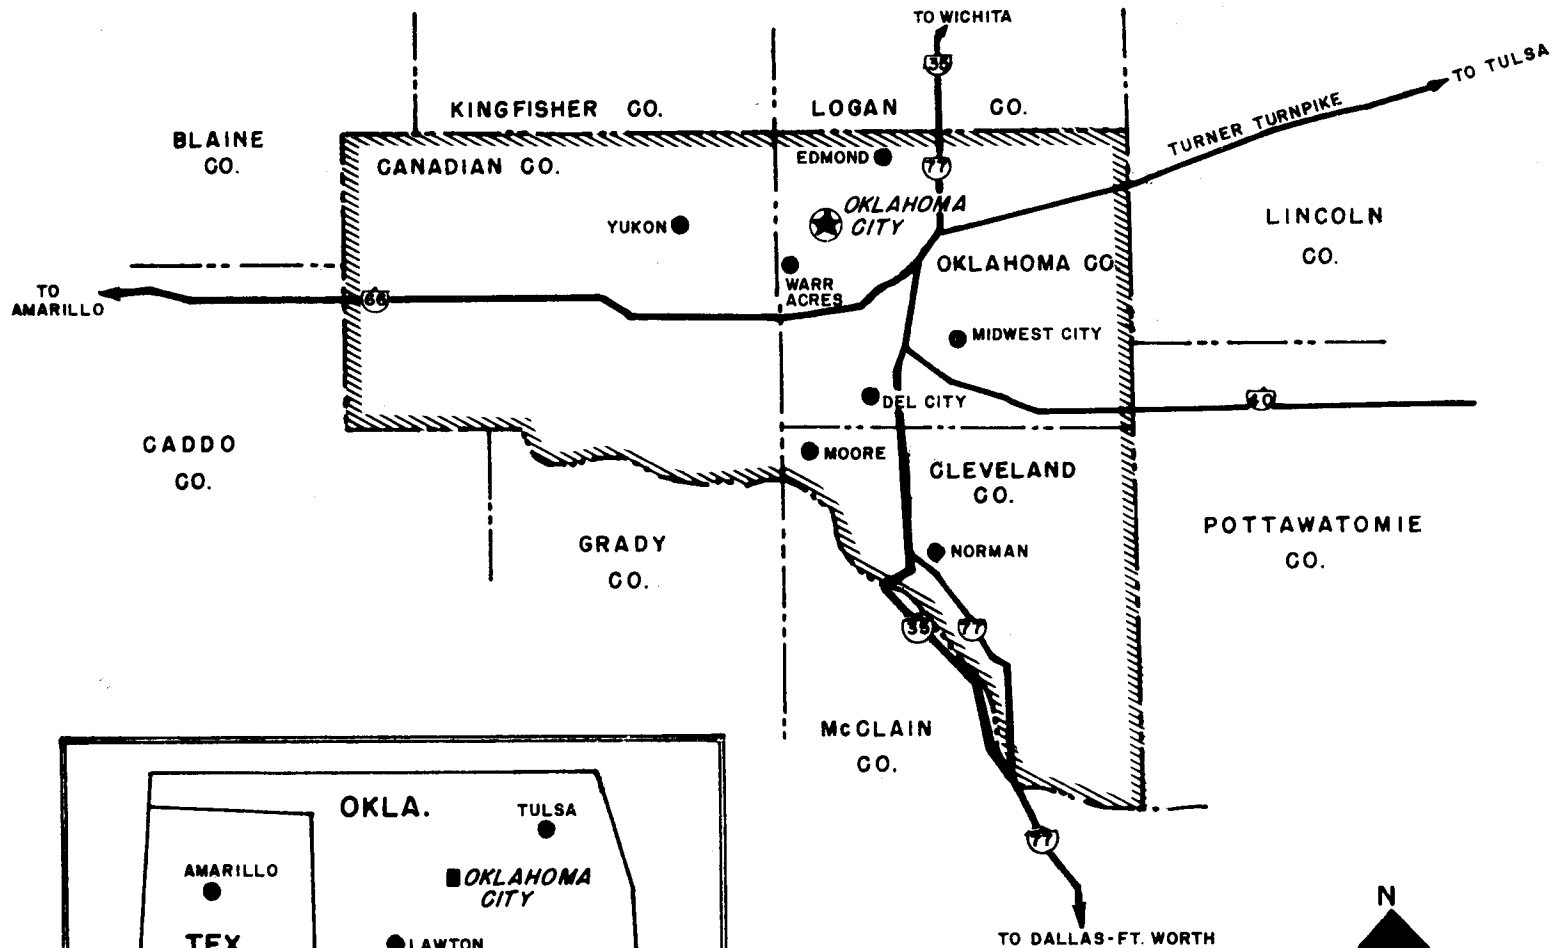 TO WICHITA
35
TO TULSA
KINGFISHER CO.
LOGAN CO.
TURNER TURNPIKE
BLAINE
CO.
CANADIAN CO.
EDMOND
77
OKLAHOMA
CITY
YUKON
LINCOLN
CO.
OKLAHOMA CO
WARR
ACRES
TO
AMARILLO
66
MIDWEST CITY
DEL CITY
40
CADDO
CO.
MOORE
CLEVELAND
CO.
POTTAWATOMIE
CO.
GRADY
CO.
NORMAN
35
77
McCLAIN
CO.
77
TO DALLAS-FT. WORTH
N
OKLA.
TULSA
AMARILLO
OKLAHOMA
CITY
TEX
LAWTON